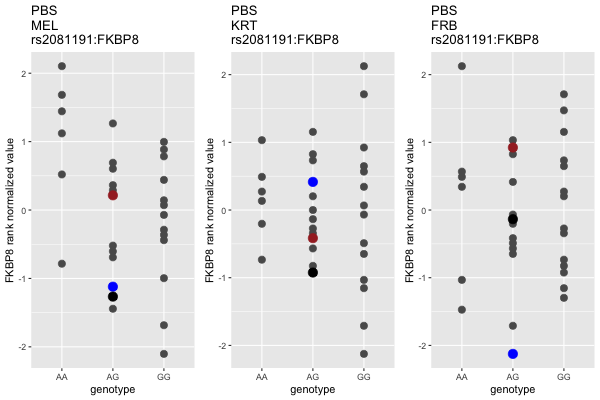 PBS
MEL
rs2081191:FKBP8
FKBP8 rank normalized value
2
1
0
-1
-2
AA
AG
GG
genotype
PBS
KRT
rs2081191:FKBP8
FKBP8 rank normalized value
2
1
0
-1
-2
AA
AG
GG
genotype
PBS
FRB
rs2081191:FKBP8
FKBP8 rank normalized value
2
1
0
-1
-2
AA
AG
GG
genotype